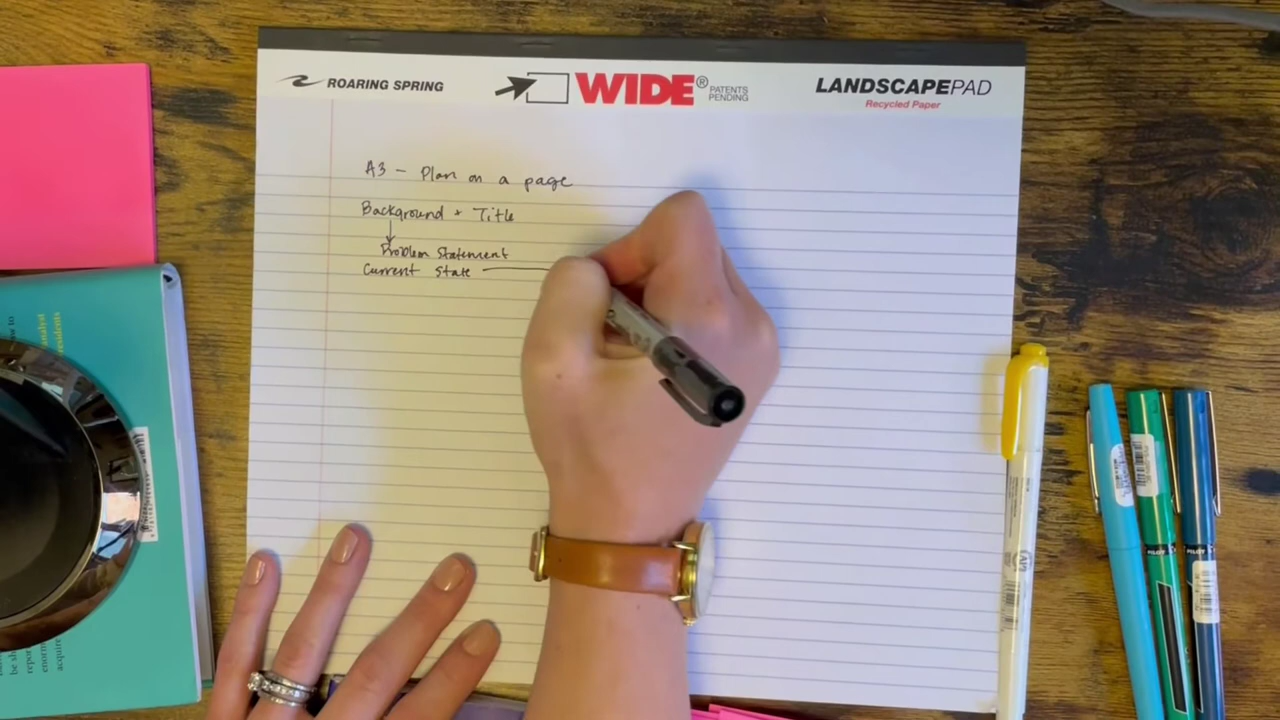 ROARING SPRING
WIDE®
PATENTS
PENDING
LANDSCAPEPAD
Recycled Paper
A3 - Plan on a page
Background + Title
Problem Statement
Current State
PILOT
PILOT